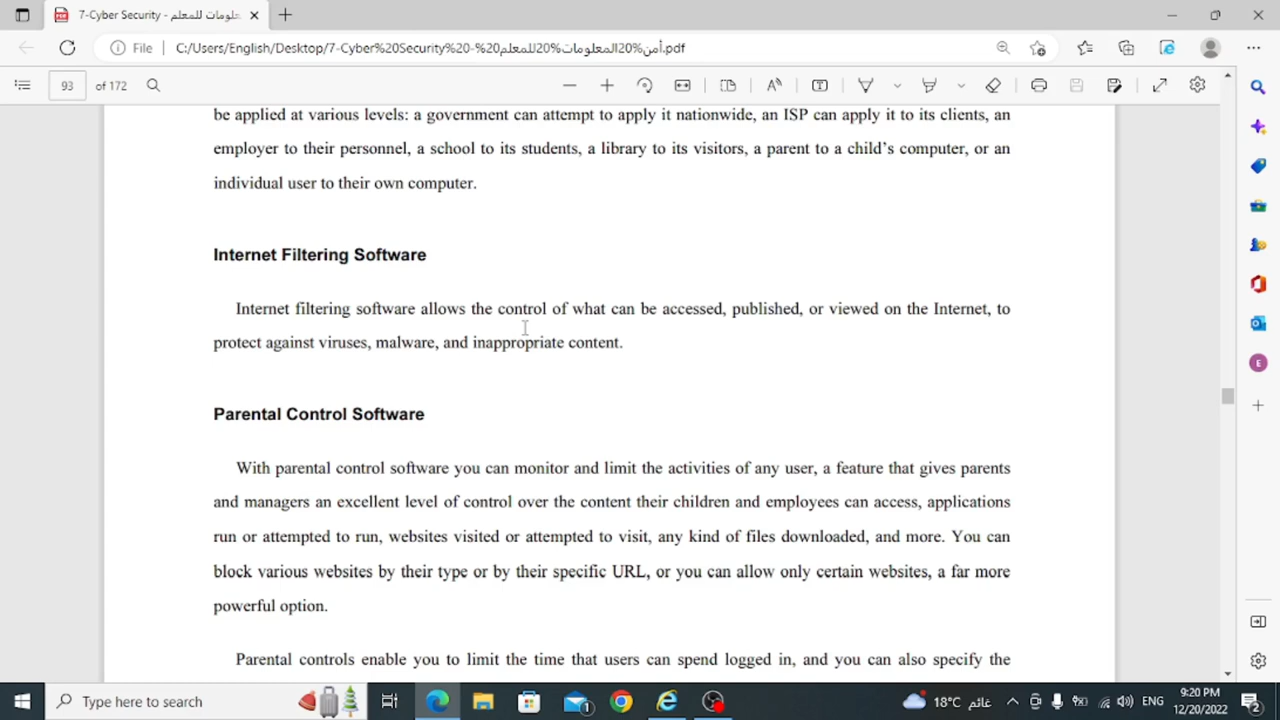 7-Cyber Security - علومات للمعلم
File
C:/Users/English/Desktop/7-Cyber%20Security%20-%20أمن%20المعلومات%20للمعلم.pdf
93 of 172
be applied at various levels: a government can attempt to apply it nationwide, an ISP can apply it to its clients, an
employer to their personnel, a school to its students, a library to its visitors, a parent to a child's computer, or an
individual user to their own computer.
Internet Filtering Software
Internet filtering software allows the control of what can be accessed, published, or viewed on the Internet, to
protect against viruses, malware, and inappropriate content.
Parental Control Software
With parental control software you can monitor and limit the activities of any user, a feature that gives parents
and managers an excellent level of control over the content their children and employees can access, applications
run or attempted to run, websites visited or attempted to visit, any kind of files downloaded, and more. You can
block various websites by their type or by their specific URL, or you can allow only certain websites, a far more
powerful option.
Parental controls enable you to limit the time that users can spend logged in, and you can also specify the
E
Type here to search
1
18°C غائم
ENG
9:20 PM
12/20/2022
2